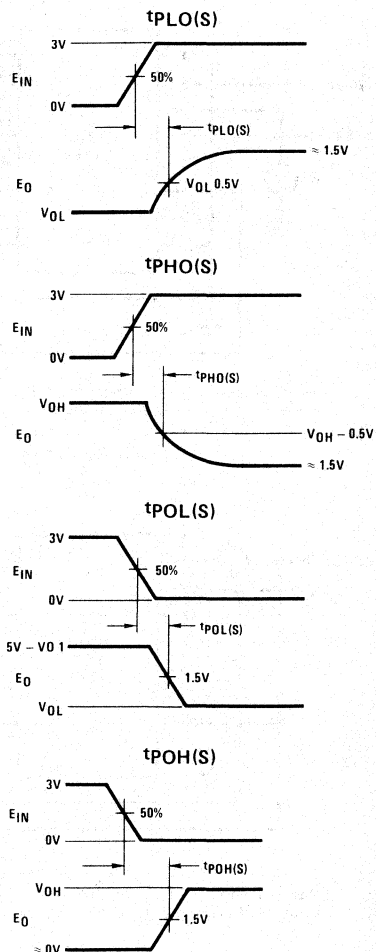 tPLO(S)
3V
EIN
50%
0V
tPLO(S)
≈ 1.5V
EO
VOL 0.5V
VOL
tPHO(S)
3V
EIN
50%
0V
tPHO(S)
VOH
EO
VOH – 0.5V
≈ 1.5V
tPOL(S)
3V
EIN
50%
0V
tPOL(S)
5V – VO 1
EO
1.5V
VOL
tPOH(S)
3V
EIN
50%
0V
tPOH(S)
VOH
EO
1.5V
≈ 0V